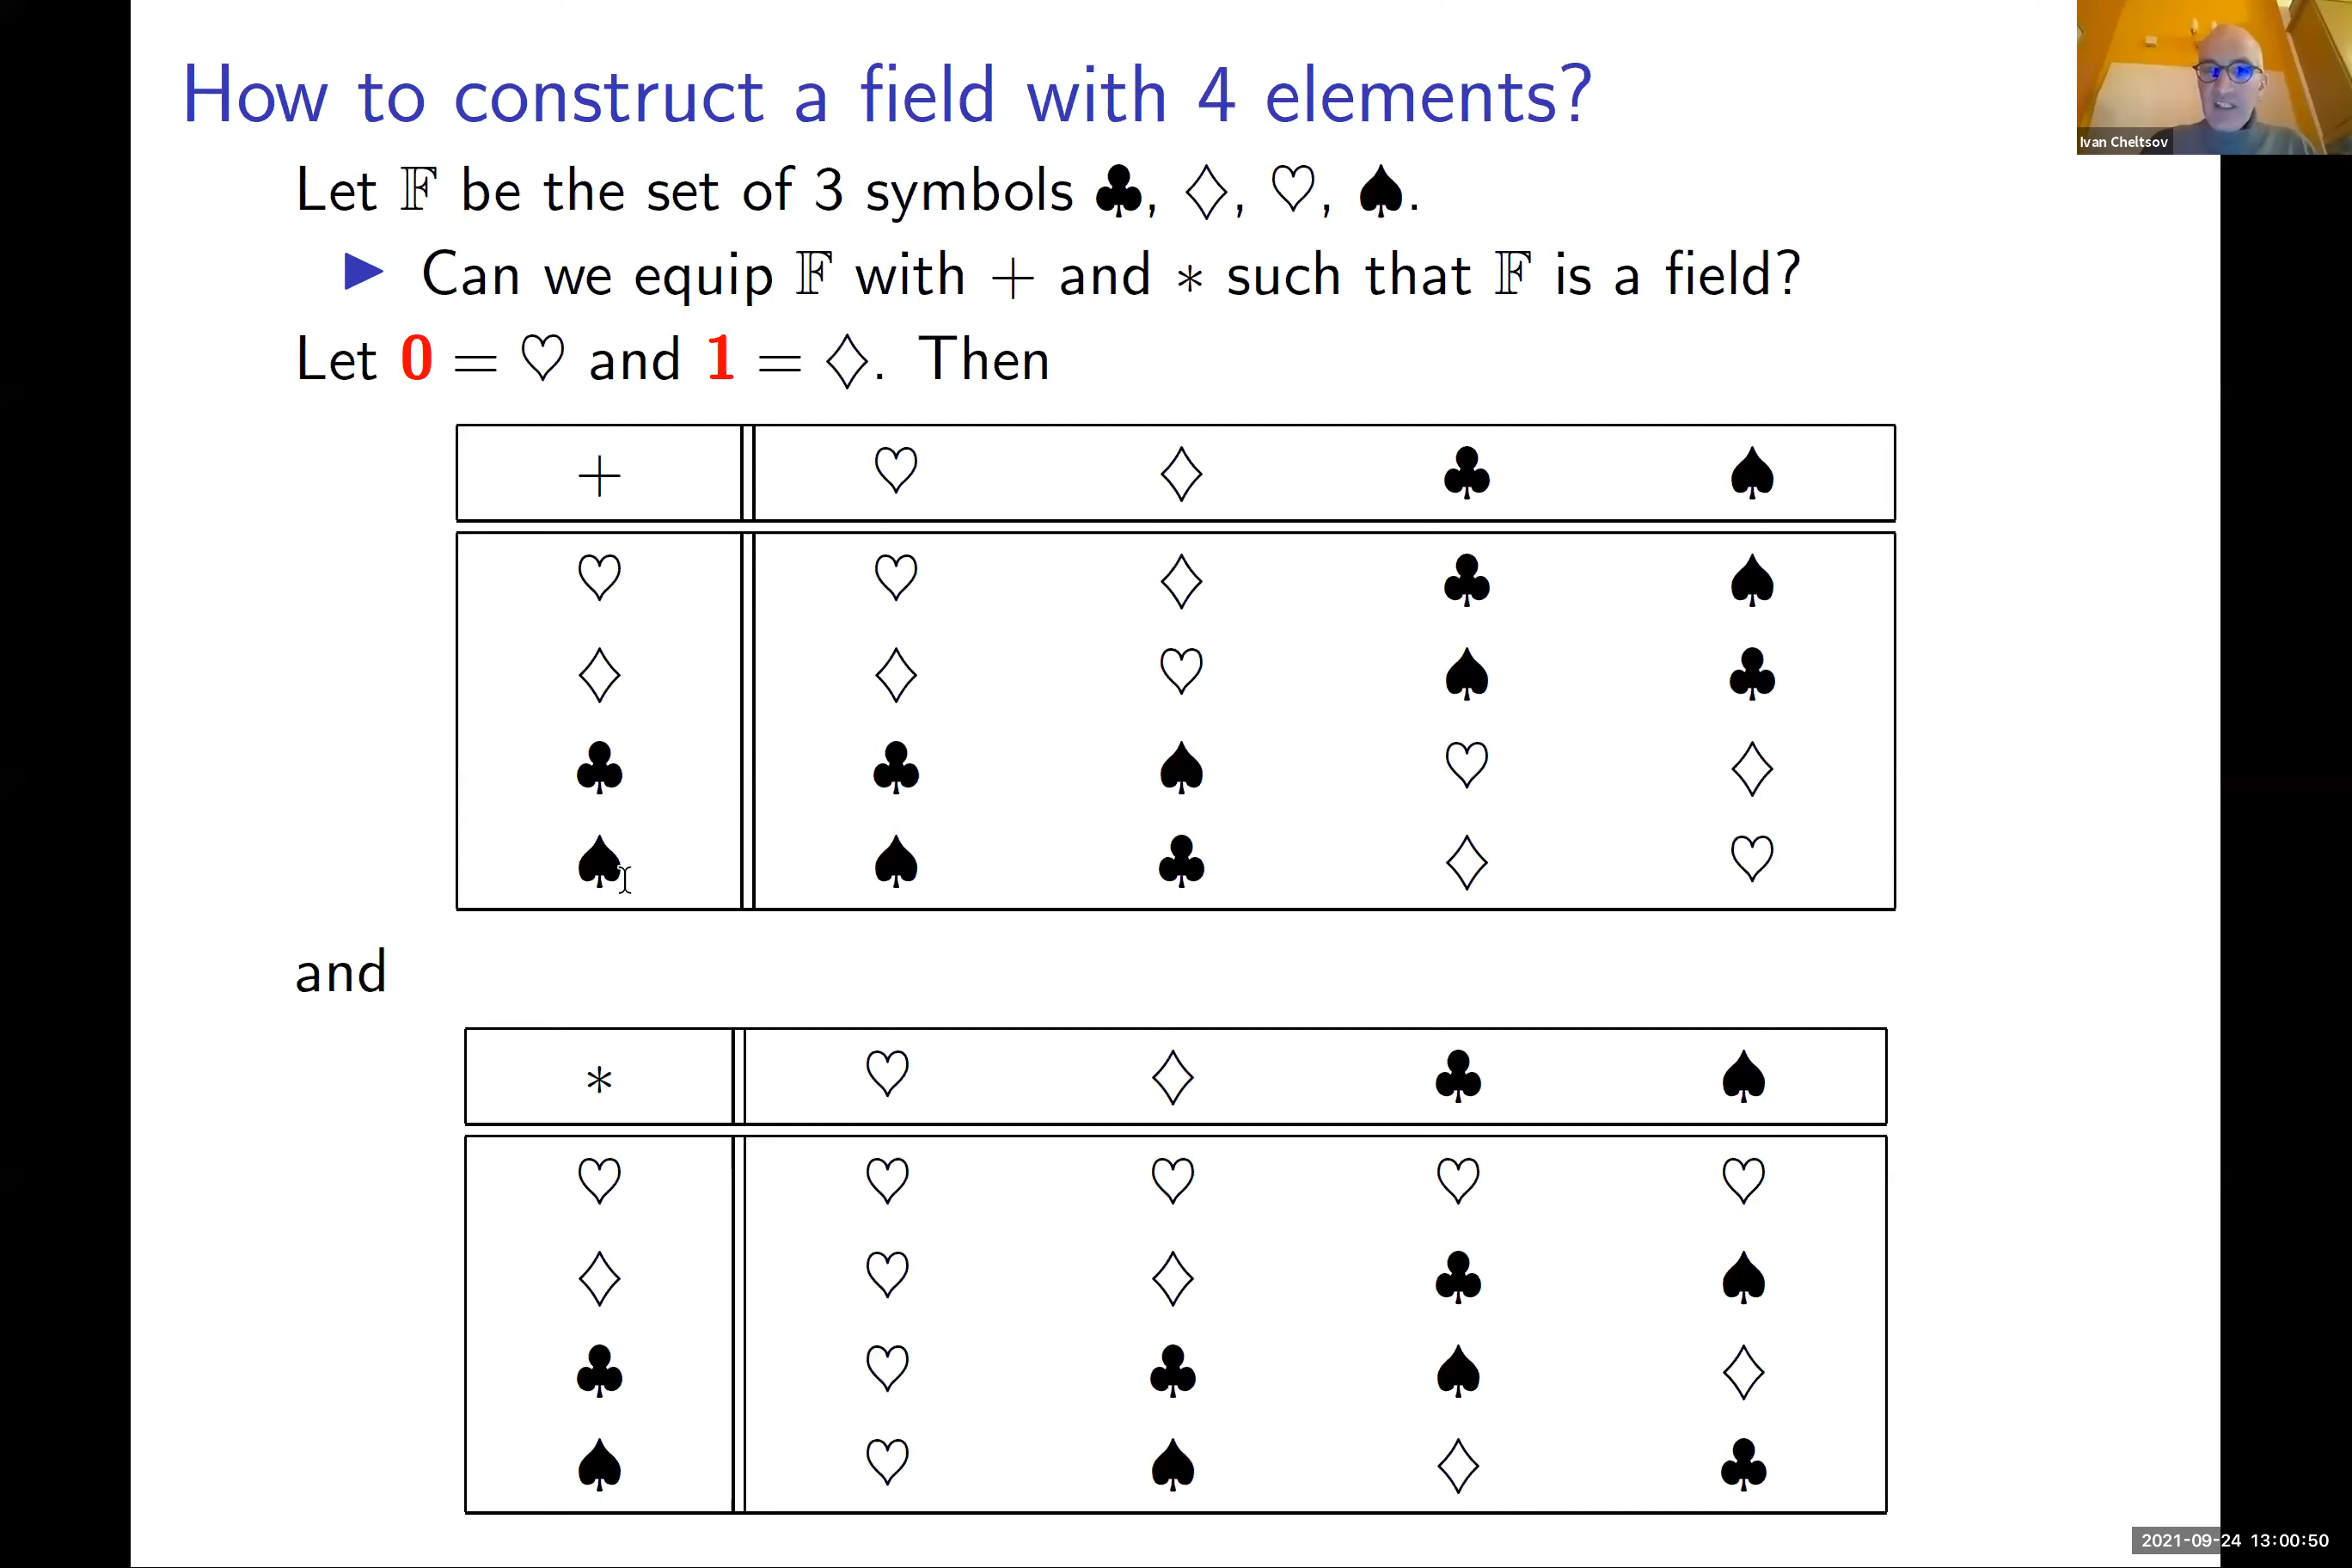 How to construct a field with 4 elements?
Ivan Cheltsov
Let 𝔽 be the set of 3 symbols ♣, ♢, ♡, ♠.
▶ Can we equip 𝔽 with + and ∗ such that 𝔽 is a field?
Let 0 = ♡ and 1 = ♢. Then
+ ♡ ♢ ♣ ♠
♡ ♡ ♢ ♣ ♠
♢ ♢ ♡ ♠ ♣
♣ ♣ ♠ ♡ ♢
♠ ♠ ♣ ♢ ♡
and
∗ ♡ ♢ ♣ ♠
♡ ♡ ♡ ♡ ♡
♢ ♡ ♢ ♣ ♠
♣ ♡ ♣ ♠ ♢
♠ ♡ ♠ ♢ ♣
2021-09-24 13:00:50